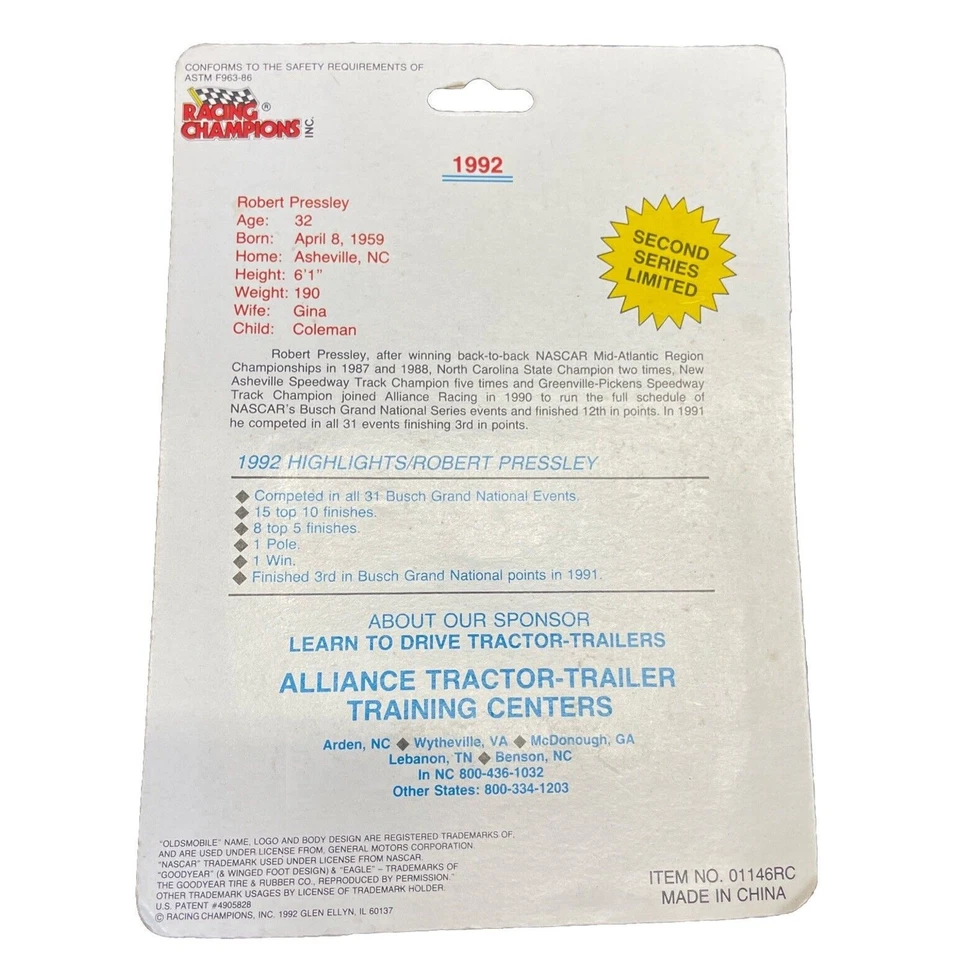 CONFORMS TO THE SAFETY REQUIREMENTS OF
ASTM F963-86
RACING ®
CHAMPIONS INC.
1992
Robert Pressley
Age: 32
Born: April 8, 1959
Home: Asheville, NC
Height: 6'1"
Weight: 190
Wife: Gina
Child: Coleman
SECOND
SERIES
LIMITED
Robert Pressley, after winning back-to-back NASCAR Mid-Atlantic Region
Championships in 1987 and 1988, North Carolina State Champion two times, New
Asheville Speedway Track Champion five times and Greenville-Pickens Speedway
Track Champion joined Alliance Racing in 1990 to run the full schedule of
NASCAR's Busch Grand National Series events and finished 12th in points. In 1991
he competed in all 31 events finishing 3rd in points.
1992 HIGHLIGHTS/ROBERT PRESSLEY
◆ Competed in all 31 Busch Grand National Events.
◆ 15 top 10 finishes.
◆ 8 top 5 finishes.
◆ 1 Pole.
◆ 1 Win.
◆ Finished 3rd in Busch Grand National points in 1991.
ABOUT OUR SPONSOR
LEARN TO DRIVE TRACTOR-TRAILERS
ALLIANCE TRACTOR-TRAILER
TRAINING CENTERS
Arden, NC ◆ Wytheville, VA ◆ McDonough, GA
Lebanon, TN ◆ Benson, NC
In NC 800-436-1032
Other States: 800-334-1203
"OLDSMOBILE" NAME, LOGO AND BODY DESIGN ARE REGISTERED TRADEMARKS OF,
AND ARE USED UNDER LICENSE FROM, GENERAL MOTORS CORPORATION.
"NASCAR" TRADEMARK USED UNDER LICENSE FROM NASCAR.
"GOODYEAR" (& WINGED FOOT DESIGN) & "EAGLE" – TRADEMARKS OF
THE GOODYEAR TIRE & RUBBER CO., REPRODUCED BY PERMISSION."
OTHER TRADEMARK USAGES BY LICENSE OF TRADEMARK HOLDER.
U.S. PATENT #4905828
© RACING CHAMPIONS, INC. 1992 GLEN ELLYN, IL 60137
ITEM NO. 01146RC
MADE IN CHINA